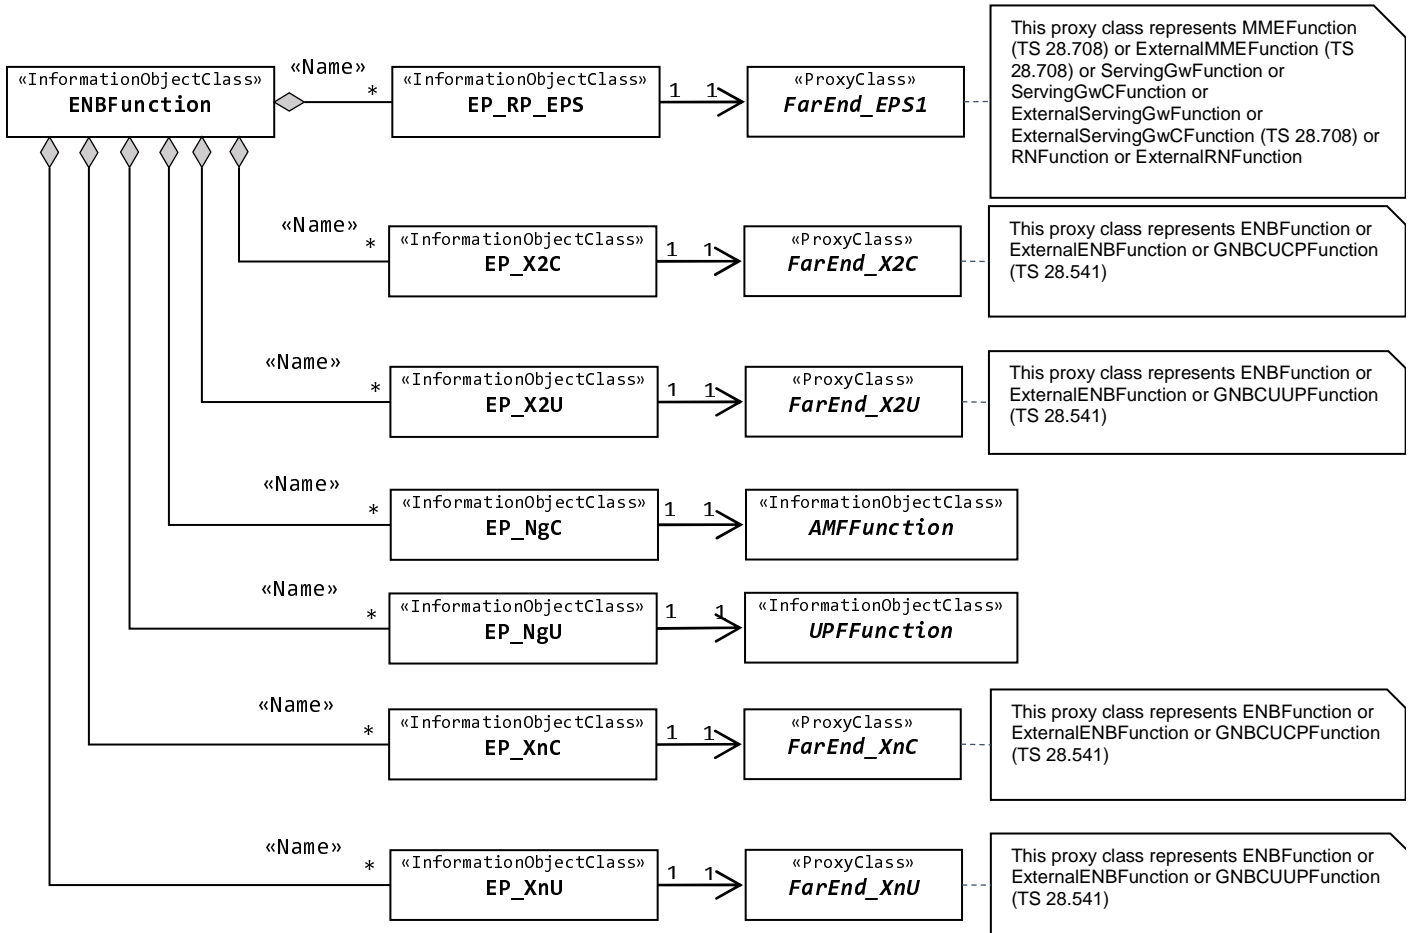 «InformationObjectClass»
ENBFunction
«Name»
*
«InformationObjectClass»
EP_RP_EPS
1 1
«ProxyClass»
FarEnd_EPS1
This proxy class represents MMEFunction
(TS 28.708) or ExternalMMEFunction (TS
28.708) or ServingGwFunction or
ServingGwCFunction or
ExternalServingGwFunction or
ExternalServingGwCFunction (TS 28.708) or
RNFunction or ExternalRNFunction
«Name»
*
«InformationObjectClass»
EP_X2C
1 1
«ProxyClass»
FarEnd_X2C
This proxy class represents ENBFunction or
ExternalENBFunction or GNBCUCPFunction
(TS 28.541)
«Name»
*
«InformationObjectClass»
EP_X2U
1 1
«ProxyClass»
FarEnd_X2U
This proxy class represents ENBFunction or
ExternalENBFunction or GNBCUUPFunction
(TS 28.541)
«Name»
*
«InformationObjectClass»
EP_NgC
1 1
«InformationObjectClass»
AMFFunction
«Name»
*
«InformationObjectClass»
EP_NgU
1 1
«InformationObjectClass»
UPFFunction
«Name»
*
«InformationObjectClass»
EP_XnC
1 1
«ProxyClass»
FarEnd_XnC
This proxy class represents ENBFunction or
ExternalENBFunction or GNBCUCPFunction
(TS 28.541)
«Name»
*
«InformationObjectClass»
EP_XnU
1 1
«ProxyClass»
FarEnd_XnU
This proxy class represents ENBFunction or
ExternalENBFunction or GNBCUUPFunction
(TS 28.541)